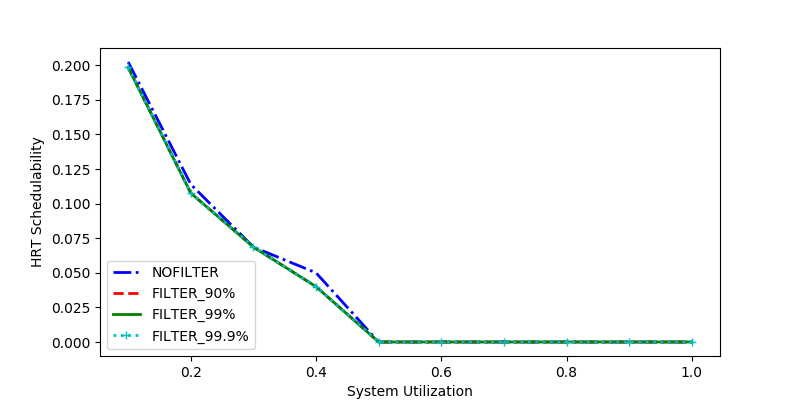 0.200
0.175
0.150
0.125
0.100
0.075
0.050
0.025
0.000
HRT Schedulability
NOFILTER
FILTER_90%
FILTER_99%
FILTER_99.9%
0.2 0.4 0.6 0.8 1.0
System Utilization